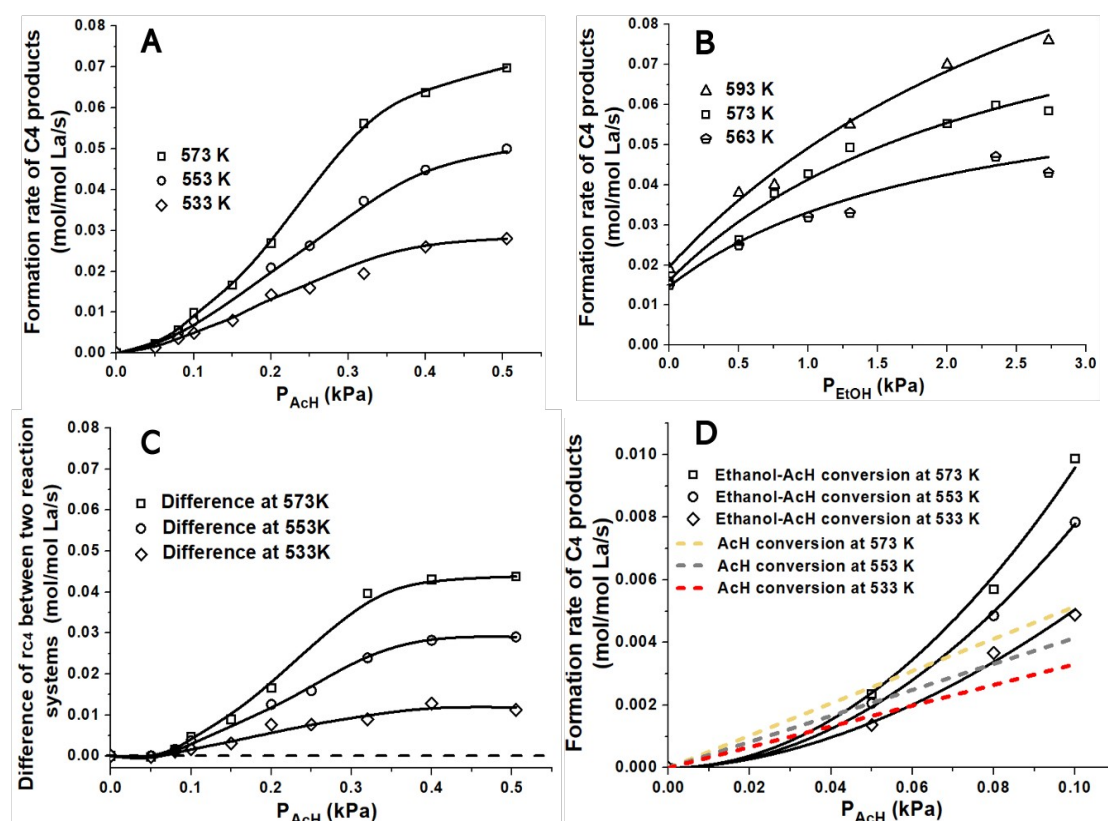 A
Formation rate of C4 products
(mol/mol La/s)
0.08
0.07
0.06
0.05
0.04
0.03
0.02
0.01
0.00
573 K
553 K
533 K
0.0 0.1 0.2 0.3 0.4 0.5
P_AcH (kPa)
B
Formation rate of C4 products
(mol/mol La/s)
0.08
0.07
0.06
0.05
0.04
0.03
0.02
0.01
0.00
593 K
573 K
563 K
0.0 0.5 1.0 1.5 2.0 2.5 3.0
P_EtOH (kPa)
C
Difference of rC4 between two reaction
systems (mol/mol La/s)
0.08
0.07
0.06
0.05
0.04
0.03
0.02
0.01
0.00
Difference at 573K
Difference at 553K
Difference at 533K
0.0 0.1 0.2 0.3 0.4 0.5
P_AcH (kPa)
D
Formation rate of C4 products
(mol/mol La/s)
0.010
0.008
0.006
0.004
0.002
0.000
Ethanol-AcH conversion at 573 K
Ethanol-AcH conversion at 553 K
Ethanol-AcH conversion at 533 K
AcH conversion at 573 K
AcH conversion at 553 K
AcH conversion at 533 K
0.00 0.02 0.04 0.06 0.08 0.10
P_AcH (kPa)